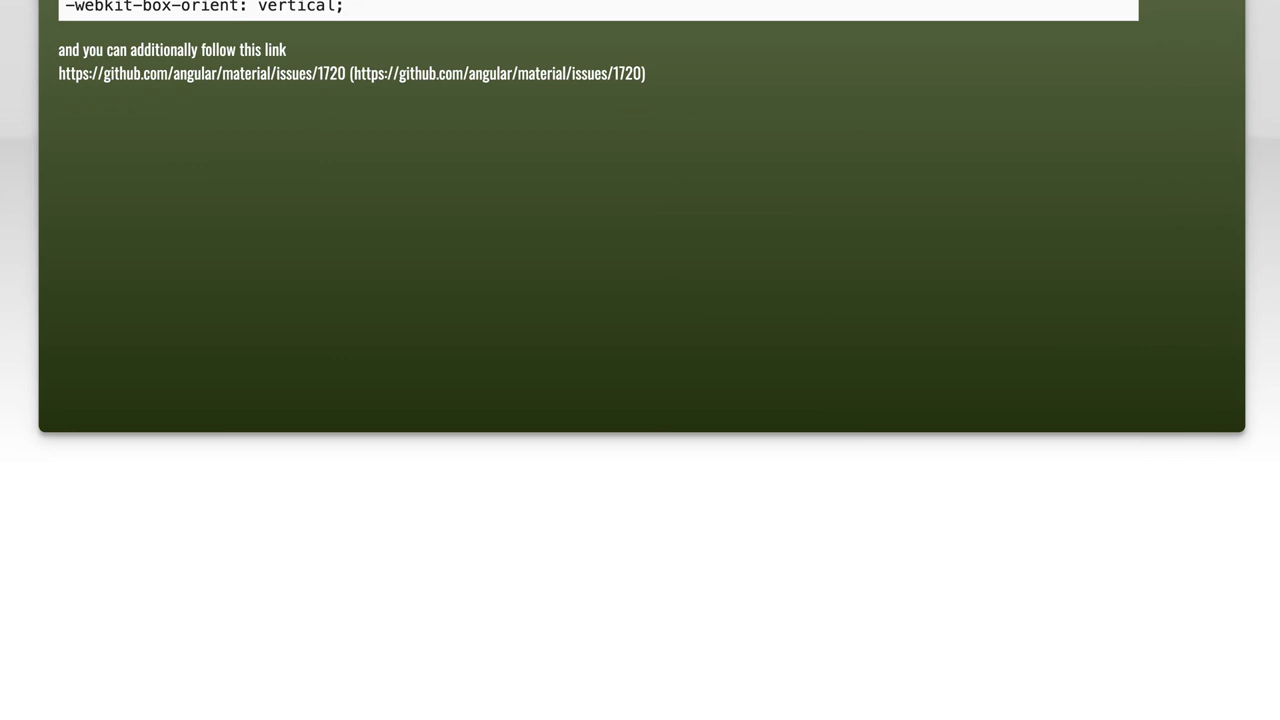 -webkit-box-orient: vertical;
and you can additionally follow this link
https://github.com/angular/material/issues/1720 (https://github.com/angular/material/issues/1720)